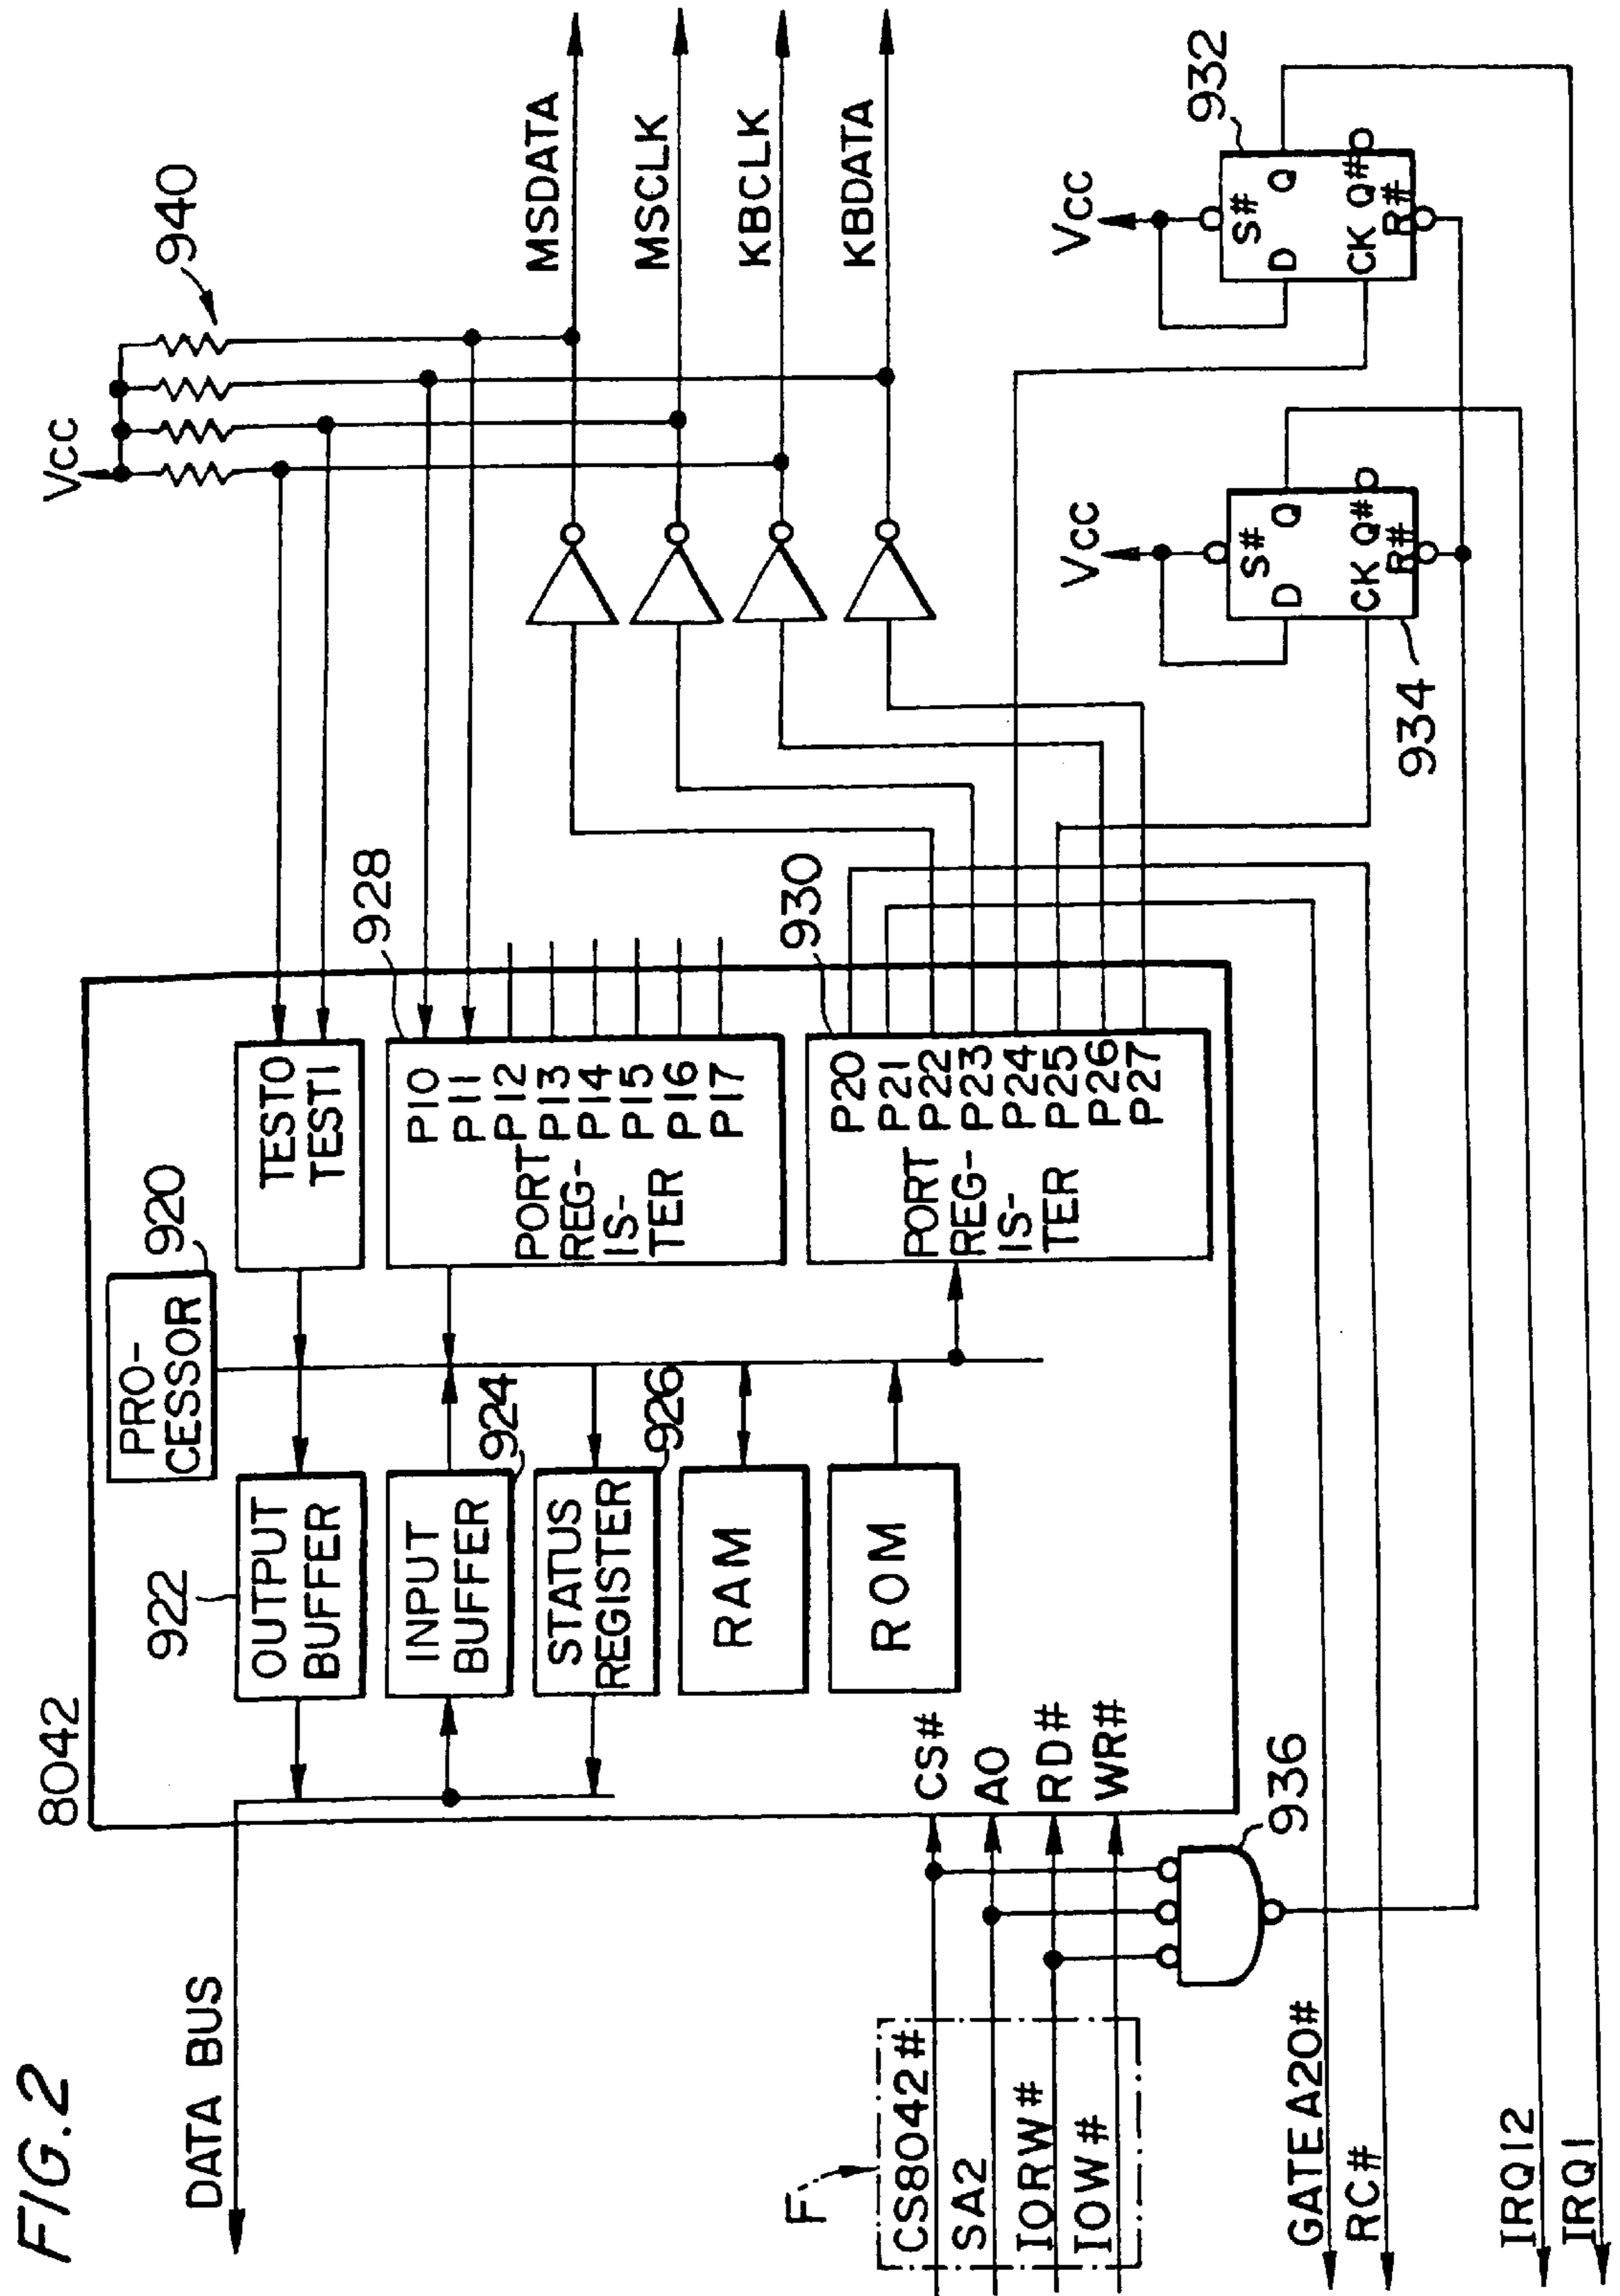 FIG.2
8042
DATA BUS
922
OUTPUT
BUFFER
INPUT
BUFFER
924
STATUS
REGISTER
926
RAM
ROM
PRO-
CESSOR
920
TEST0
TEST1
928
P10
P11
P12
P13
P14
P15
P16
P17
PORT
REG-
IS-
TER
930
P20
P21
P22
P23
P24
P25
P26
P27
PORT
REG-
IS-
TER
Vcc
940
MSDATA
MSCLK
KBCLK
KBDATA
F
CS8042#
SA2
IORW#
IOW#
CS#
A0
RD#
WR#
936
Vcc
S#
D
Q
CK
Q#
R#
934
Vcc
S#
D
Q
CK
Q#
R#
932
GATEA20#
RC#
IRQ12
IRQ1